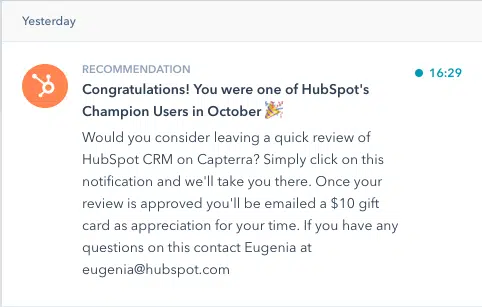 Yesterday
RECOMMENDATION
16:29
Congratulations! You were one of HubSpot's
Champion Users in October 🎉
Would you consider leaving a quick review of
HubSpot CRM on Capterra? Simply click on this
notification and we'll take you there. Once your
review is approved you'll be emailed a $10 gift
card as appreciation for your time. If you have any
questions on this contact Eugenia at
eugenia@hubspot.com